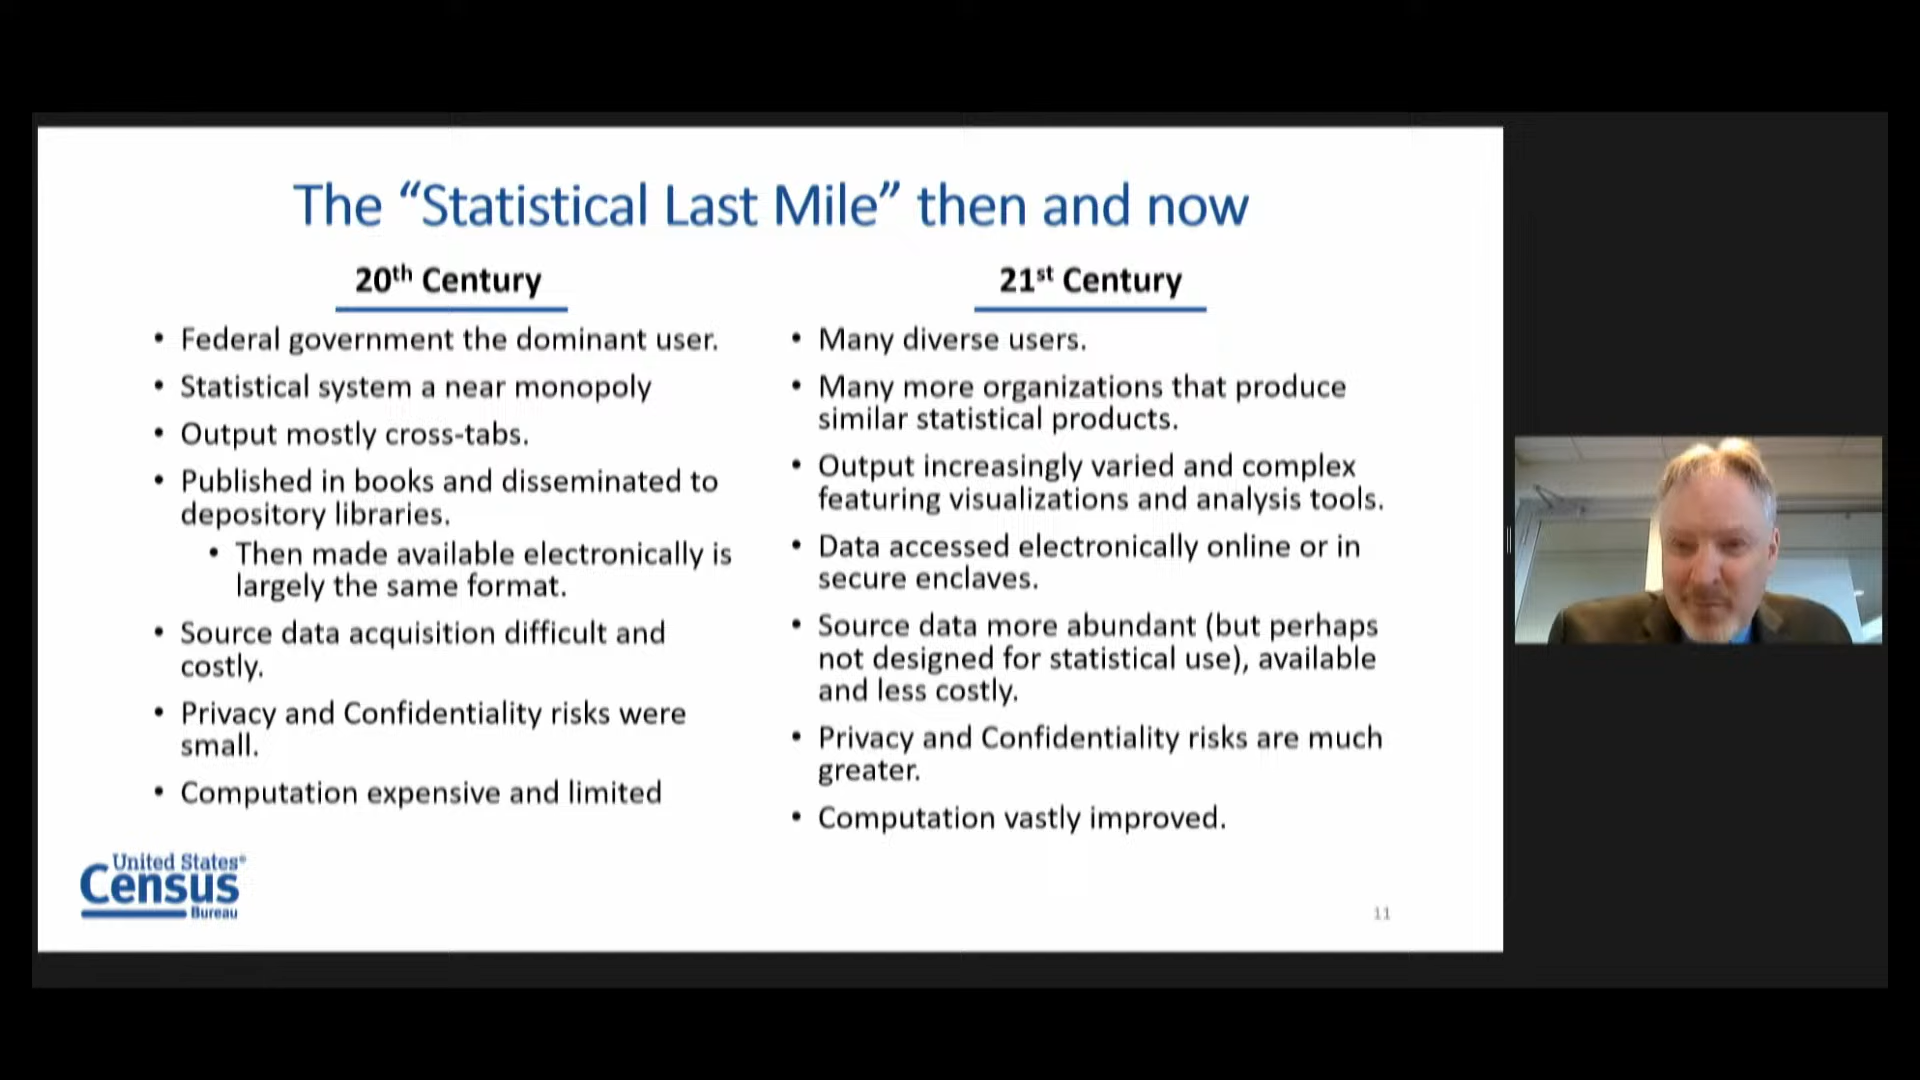 The “Statistical Last Mile” then and now
20th Century
• Federal government the dominant user.
• Statistical system a near monopoly
• Output mostly cross-tabs.
• Published in books and disseminated to
depository libraries.
• Then made available electronically is
largely the same format.
• Source data acquisition difficult and
costly.
• Privacy and Confidentiality risks were
small.
• Computation expensive and limited
21st Century
• Many diverse users.
• Many more organizations that produce
similar statistical products.
• Output increasingly varied and complex
featuring visualizations and analysis tools.
• Data accessed electronically online or in
secure enclaves.
• Source data more abundant (but perhaps
not designed for statistical use), available
and less costly.
• Privacy and Confidentiality risks are much
greater.
• Computation vastly improved.
United States®
Census
Bureau
11